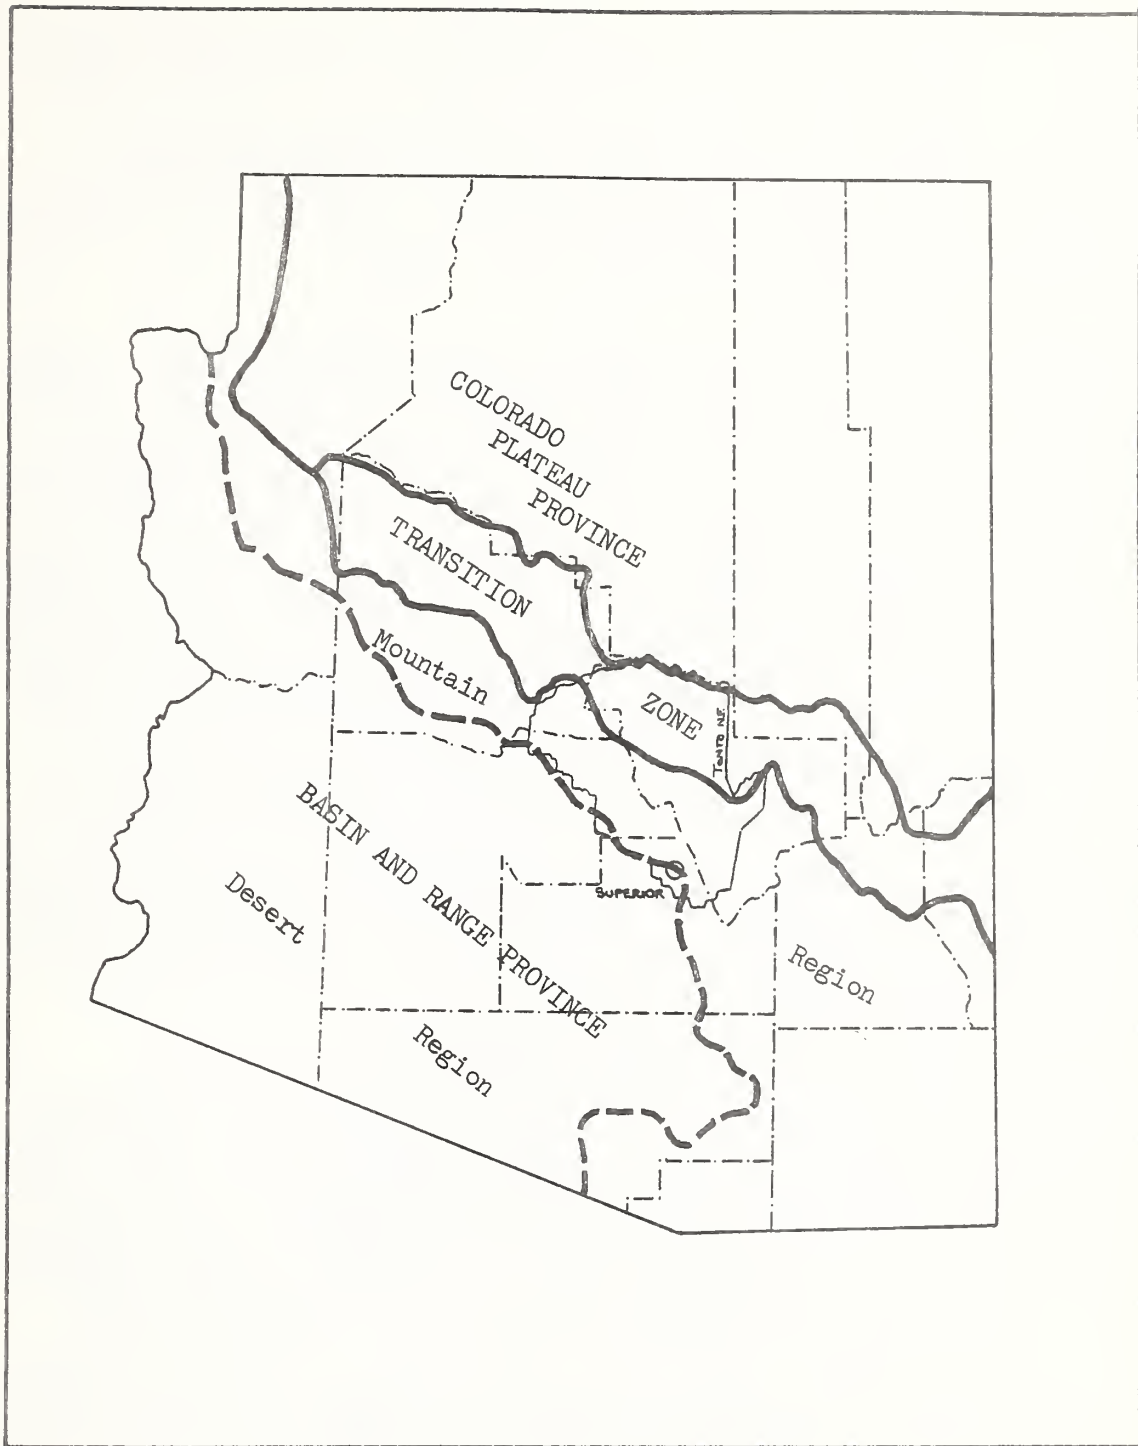 COLORADO
PLATEAU
PROVINCE
TRANSITION
ZONE
Mountain
Region
TONTO N.F.
SUPERIOR
BASIN AND RANGE PROVINCE
Desert
Region